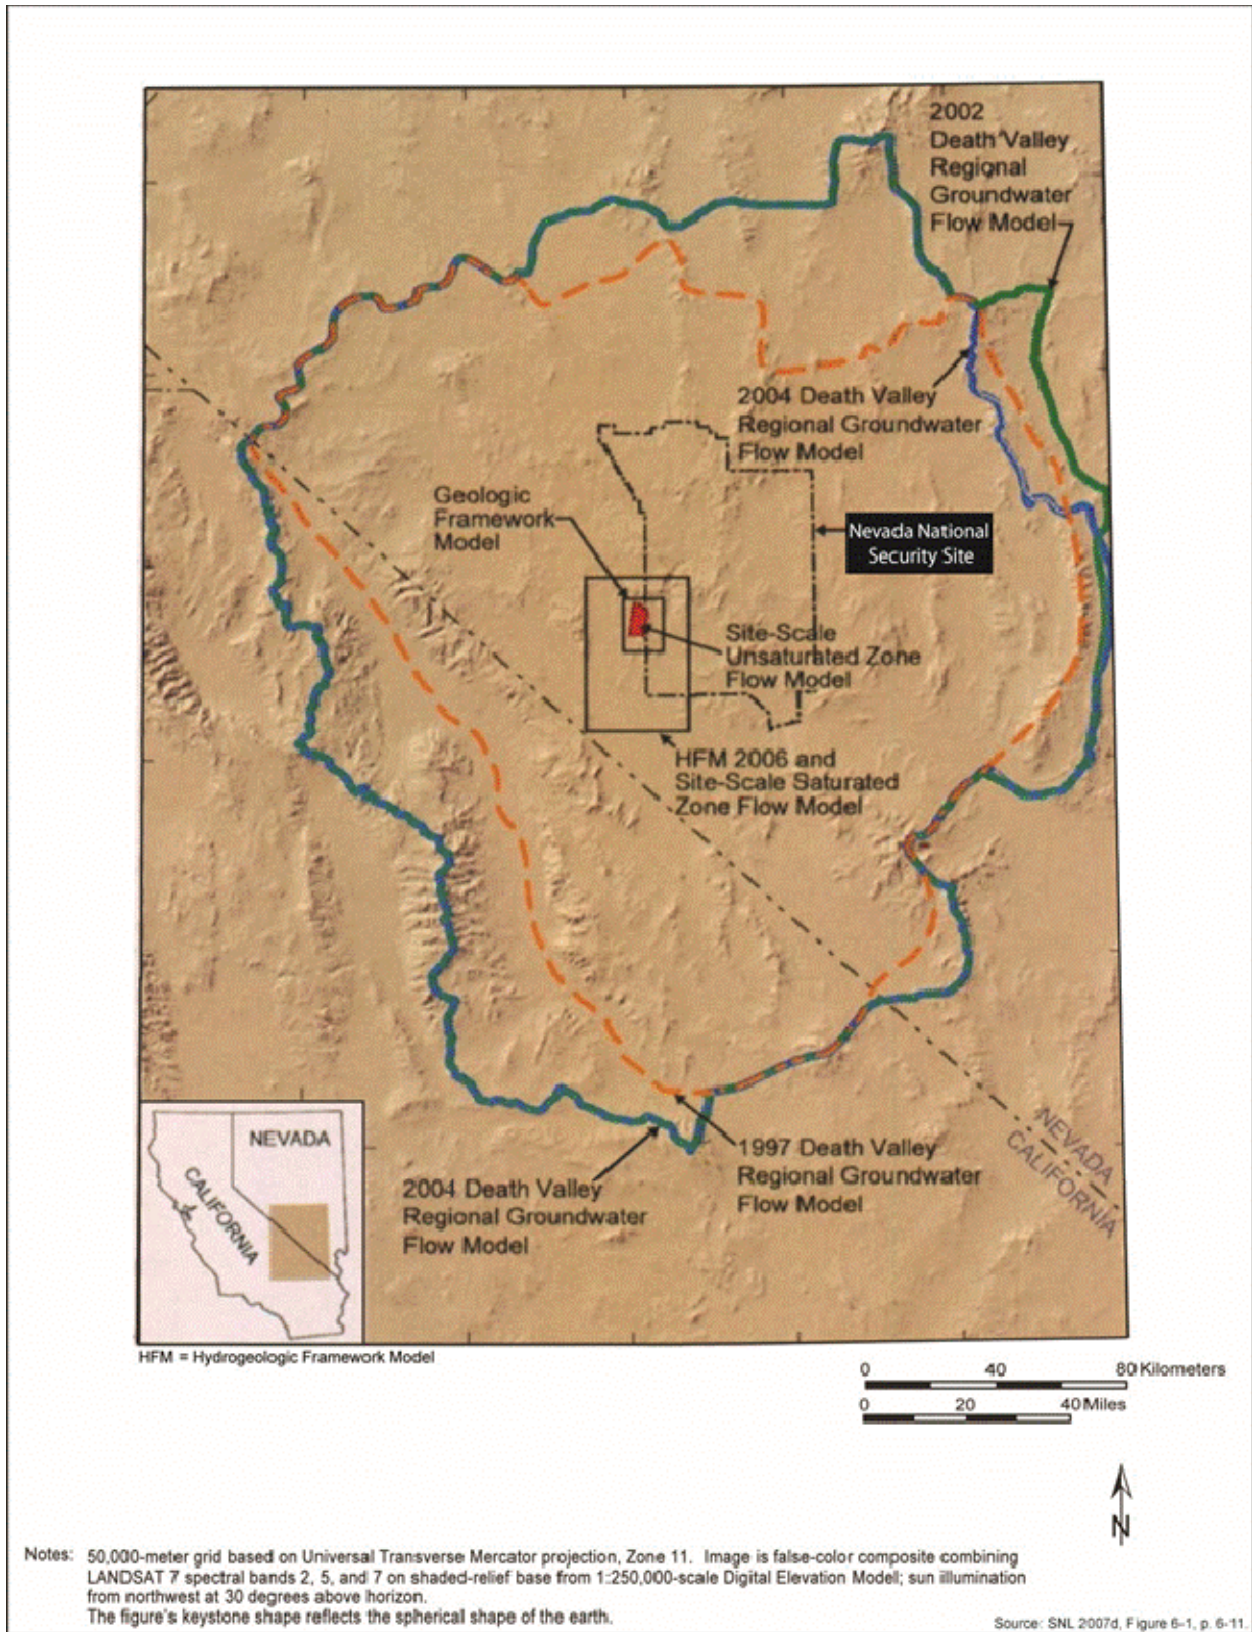 2002
Death Valley
Regional
Groundwater
Flow Model
2004 Death Valley
Regional Groundwater
Flow Model
Geologic
Framework
Model
Nevada National
Security Site
Site-Scale
Unsaturated Zone
Flow Model
HFM 2006 and
Site-Scale Saturated
Zone Flow Model
NEVADA
CALIFORNIA
1997 Death Valley
Regional Groundwater
Flow Model
2004 Death Valley
Regional Groundwater
Flow Model
NEVADA
CALIFORNIA
HFM = Hydrogeologic Framework Model
0 40 80 Kilometers
0 20 40 Miles
N
Notes: 50,000-meter grid based on Universal Transverse Mercator projection, Zone 11. Image is false-color composite combining
LANDSAT 7 spectral bands 2, 5, and 7 on shaded-relief base from 1:250,000-scale Digital Elevation Model; sun illumination
from northwest at 30 degrees above horizon.
The figure's keystone shape reflects the spherical shape of the earth.
Source: SNL 2007d, Figure 6-1, p. 6-11.